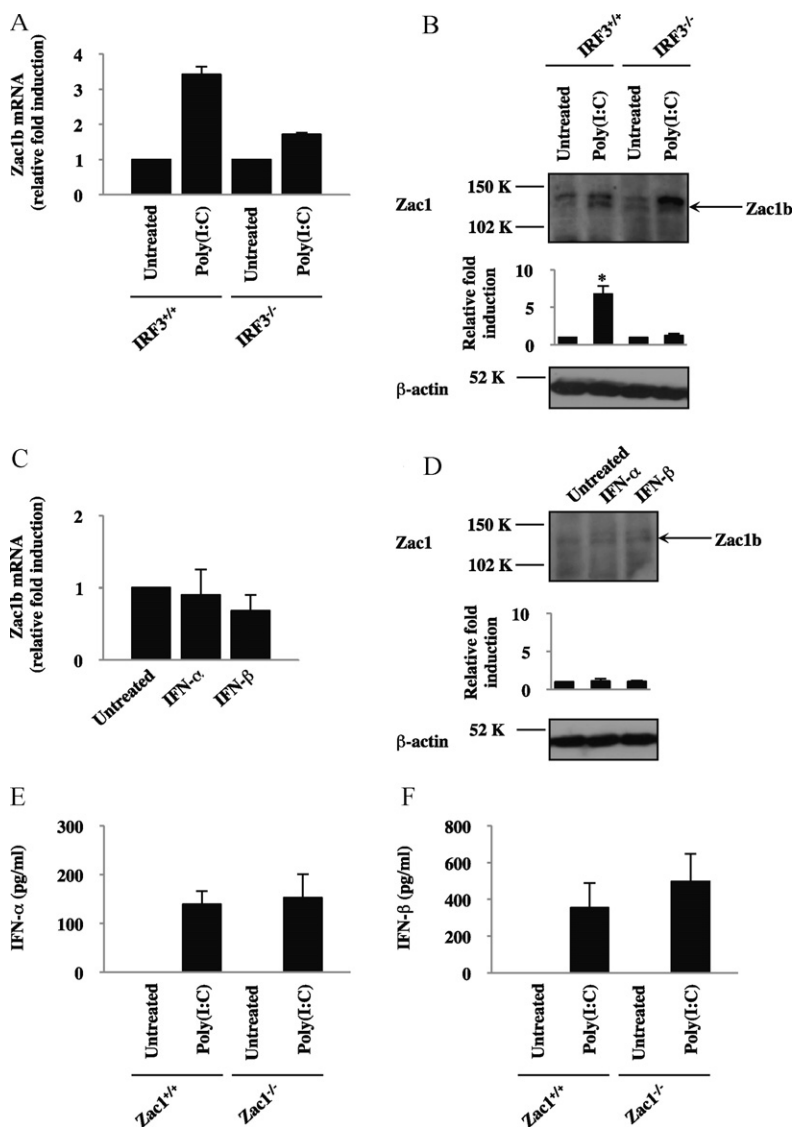 A
Zac1b mRNA
(relative fold induction)
4
3
2
1
0
Untreated
Poly(I:C)
Untreated
Poly(I:C)
IRF3+/+
IRF3-/-
B
IRF3+/+
IRF3-/-
Untreated
Poly(I:C)
Untreated
Poly(I:C)
Zac1
150 K
102 K
Zac1b
Relative fold
induction
10
5
0
*
β-actin
52 K
C
Zac1b mRNA
(relative fold induction)
2
1
0
Untreated
IFN-α
IFN-β
D
Untreated
IFN-α
IFN-β
Zac1
150 K
102 K
Zac1b
Relative fold
induction
10
5
0
β-actin
52 K
E
IFN-α (pg/ml)
300
200
100
0
Untreated
Poly(I:C)
Untreated
Poly(I:C)
Zac1+/+
Zac1-/-
F
IFN-β (pg/ml)
800
600
400
200
0
Untreated
Poly(I:C)
Untreated
Poly(I:C)
Zac1+/+
Zac1-/-